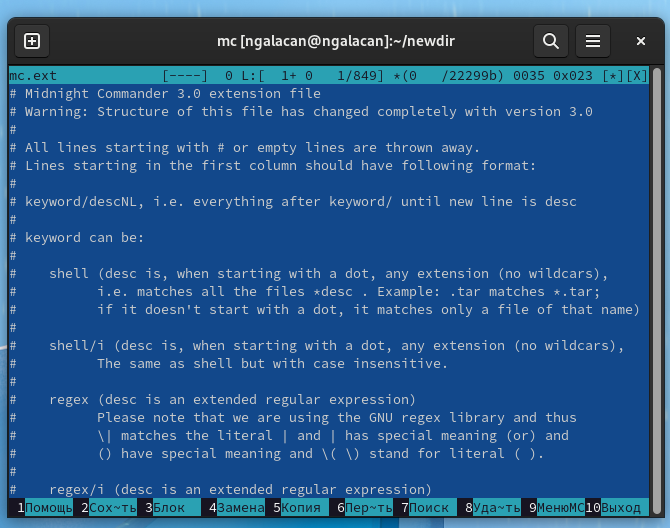 mc [ngalacan@ngalacan]:~/newdir
mc.ext [----] 0 L:[ 1+ 0 1/849] *(0 /22299b) 0035 0x023 [*][X]
# Midnight Commander 3.0 extension file
# Warning: Structure of this file has changed completely with version 3.0
#
# All lines starting with # or empty lines are thrown away.
# Lines starting in the first column should have following format:
#
# keyword/descNL, i.e. everything after keyword/ until new line is desc
#
# keyword can be:
#
#    shell (desc is, when starting with a dot, any extension (no wildcars),
#          i.e. matches all the files *desc . Example: .tar matches *.tar;
#          if it doesn't start with a dot, it matches only a file of that name)
#
#    shell/i (desc is, when starting with a dot, any extension (no wildcars),
#          The same as shell but with case insensitive.
#
#    regex (desc is an extended regular expression)
#          Please note that we are using the GNU regex library and thus
#          \| matches the literal | and | has special meaning (or) and
#          () have special meaning and \( \) stand for literal ( ).
#
#    regex/i (desc is an extended regular expression)
1Помощь 2Сох~ть 3Блок 4Замена 5Копия 6Пер~ть 7Поиск 8Уда~ть 9МенюMC 10Выход